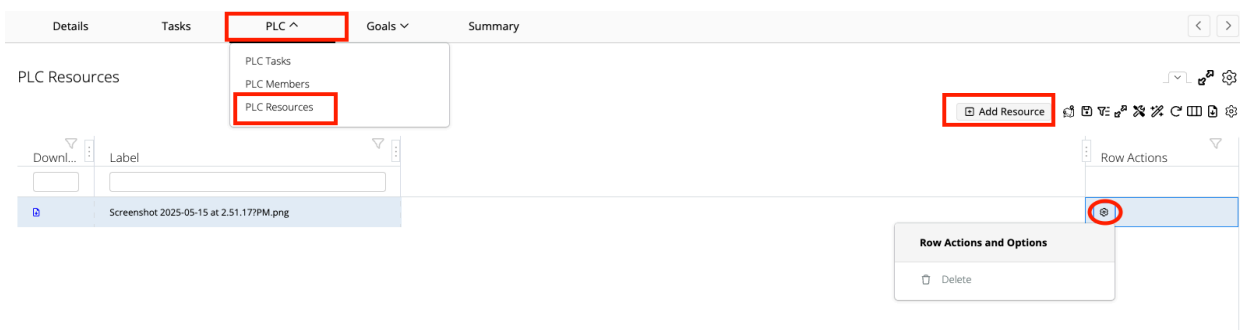 Details Tasks PLC Goals Summary
PLC Tasks
PLC Resources
PLC Members
PLC Resources
Add Resource
Downl... Label Row Actions
Screenshot 2025-05-15 at 2.51.17?PM.png
Row Actions and Options
Delete